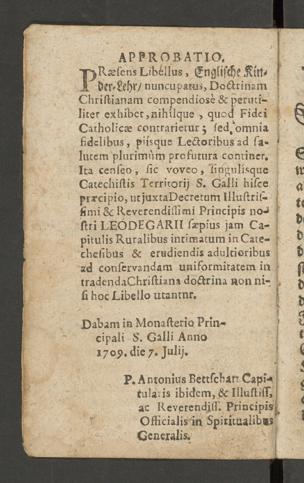 APPROBATIO.
PRæsens Libellus, Englische Kin-
der-Lehr/ nuncupatus, Doctrinam
Christianam compendiosè & peruti-
liter exhibet, nihilque, quod Fidei
Catholicæ contrarietur; sed, omnia
fidelibus, piisque Lectoribus ad sa-
lutem plurimùm profutura continet.
Ita censeo, sic voveo, singulisque
Catechistis Territorij S. Galli hisce
præcipio, ut juxta Decretum Illustris-
simi & Reverendissimi Principis no-
stri LEODEGARII sæpius jam Ca-
pitulis Ruralibus intimatum in Cate-
chesibus & erudiendis adultioribus
ad conservandam uniformitatem in
tradenda Christiana doctrina non ni-
si hoc Libello utantur.
Dabam in Monasterio Prin-
cipali S. Galli Anno
1709. die 7. Julij.
P. Antonius Bettschart Capi-
tularis ibidem, & Illustiss,
ac Reverendiss. Principis
Officialis in Spiritualibus
Generalis.